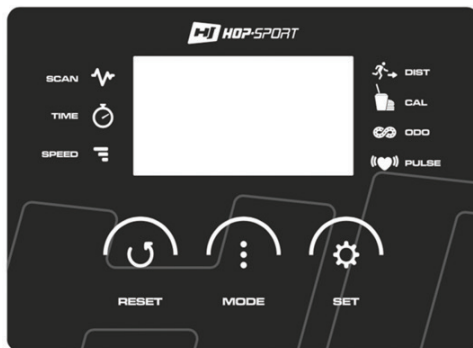 HOP-SPORT
SCAN
TIME
SPEED
DIST
CAL
ODO
PULSE
RESET
MODE
SET